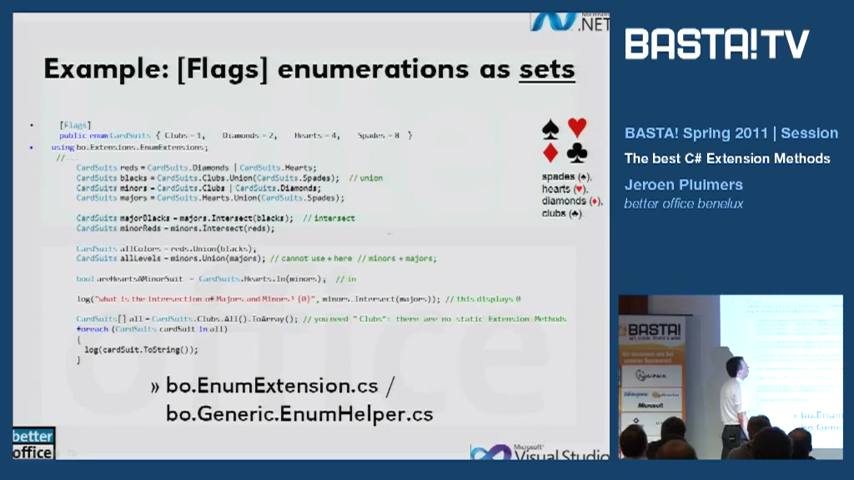 .NET
Example: [Flags] enumerations as sets
• [Flags]
public enum CardSuits { Clubs=1, Diamonds=2, Hearts=4, Spades=8 }
• using bo.Extensions.EnumExtensions;
//...
CardSuits reds = CardSuits.Diamonds | CardSuits.Hearts;
CardSuits blacks = CardSuits.Clubs.Union(CardSuits.Spades); // union
CardSuits minors = CardSuits.Clubs | CardSuits.Diamonds;
CardSuits majors = CardSuits.Hearts.Union(CardSuits.Spades);
CardSuits majorBlacks = majors.Intersect(blacks); // intersect
CardSuits minorReds = minors.Intersect(reds);
CardSuits allColors = reds.Union(blacks);
CardSuits allLevels = minors.Union(majors); // cannot use + here // minors + majors;
bool areHeartsAMinorSuit = CardSuits.Hearts.In(minors); // in
log("what is the intersection of Majors and Minors? {0}", minors.Intersect(majors)); // this displays 0
CardSuits[] all = CardSuits.Clubs.All().ToArray(); // you need "Clubs": there are no static Extension Methods
foreach (CardSuits cardSuit in all)
{
log(cardSuit.ToString());
}
spades (♠),
hearts (♥),
diamonds (♦),
clubs (♣).
» bo.EnumExtension.cs /
bo.Generic.EnumHelper.cs
better
office
Microsoft
Visual Studio
BASTA! TV
BASTA! Spring 2011 | Session
The best C# Extension Methods
Jeroen Pluimers
better office benelux
BASTA!
Microsoft